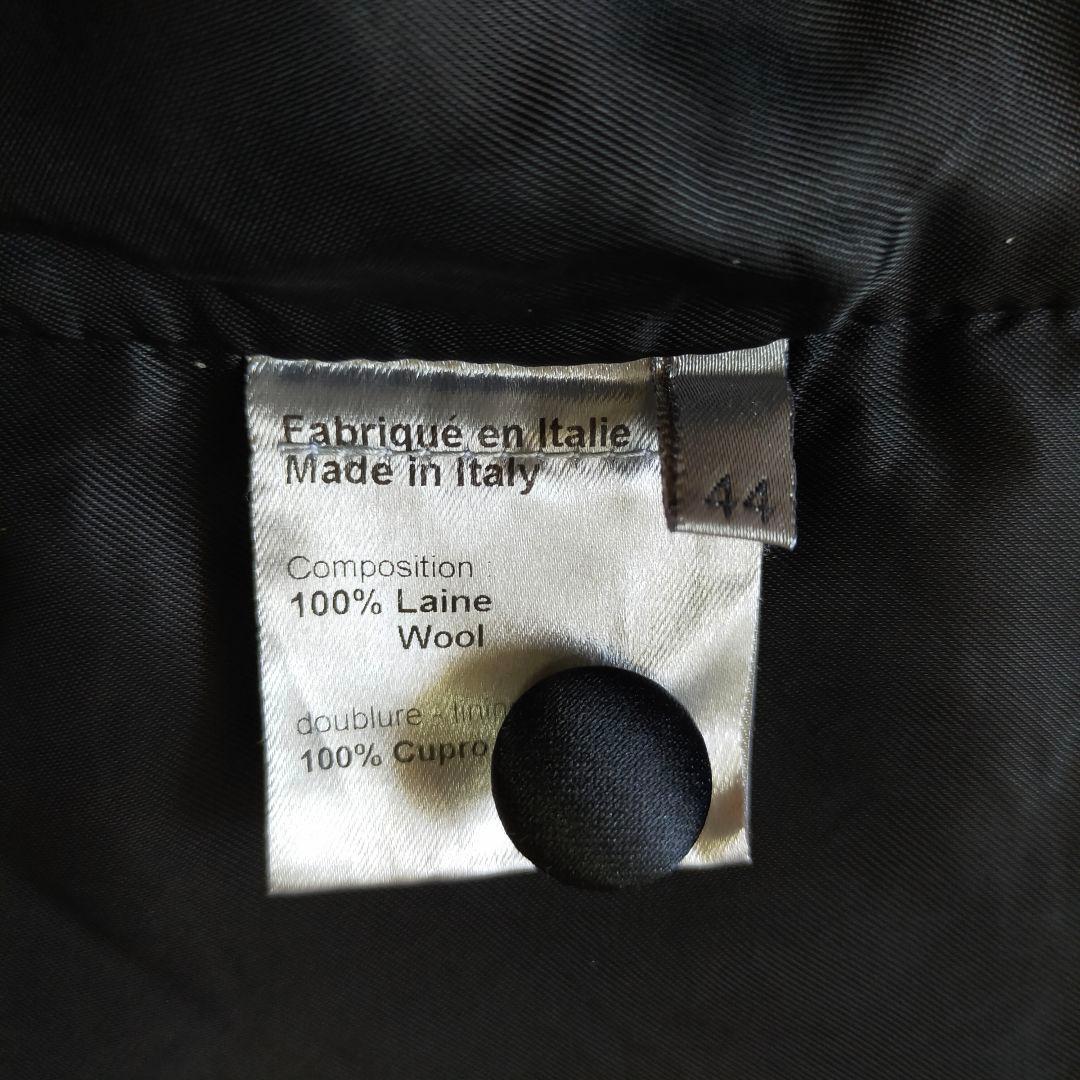 Fabriqué en Italie
Made in Italy
44
Composition :
100% Laine
Wool
doublure -
100% Cupro